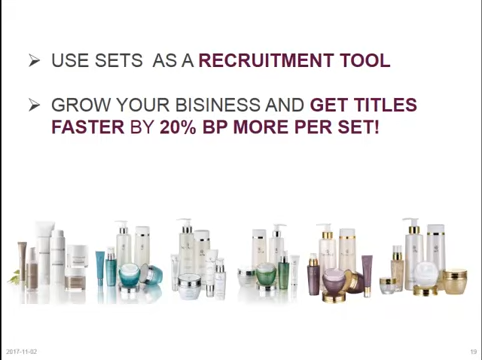 ➢ USE SETS AS A RECRUITMENT TOOL
➢ GROW YOUR BISINESS AND GET TITLES
FASTER BY 20% BP MORE PER SET!
2017-11-02
19